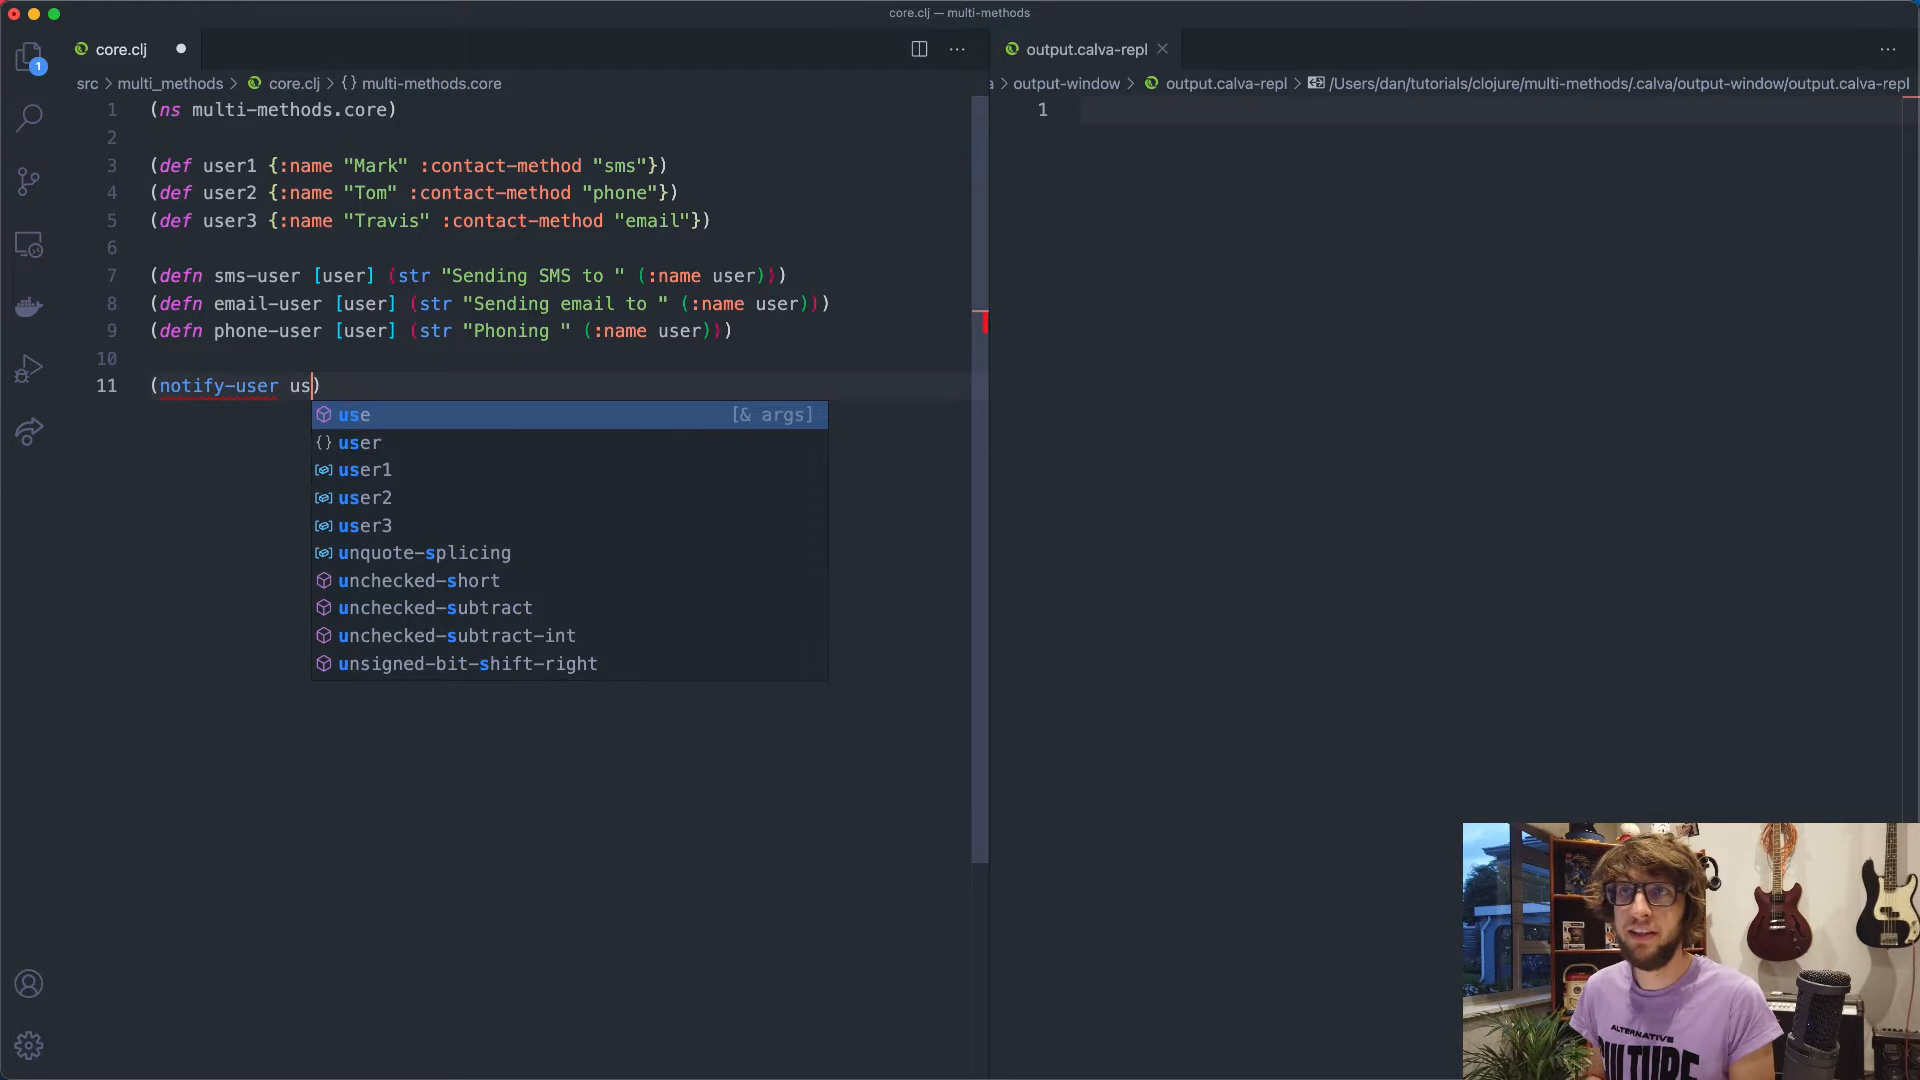 core.clj — multi-methods
core.clj
output.calva-repl
src > multi_methods > core.clj > {} multi-methods.core
a > output-window > output.calva-repl > /Users/dan/tutorials/clojure/multi-methods/.calva/output-window/output.calva-repl
1
1 (ns multi-methods.core)
2
3 (def user1 {:name "Mark" :contact-method "sms"})
4 (def user2 {:name "Tom" :contact-method "phone"})
5 (def user3 {:name "Travis" :contact-method "email"})
6
7 (defn sms-user [user] (str "Sending SMS to " (:name user)))
8 (defn email-user [user] (str "Sending email to " (:name user)))
9 (defn phone-user [user] (str "Phoning " (:name user)))
10
11 (notify-user us)
use [& args]
{} user
user1
user2
user3
unquote-splicing
unchecked-short
unchecked-subtract
unchecked-subtract-int
unsigned-bit-shift-right
1
ALTERNATIVE
CULTURE